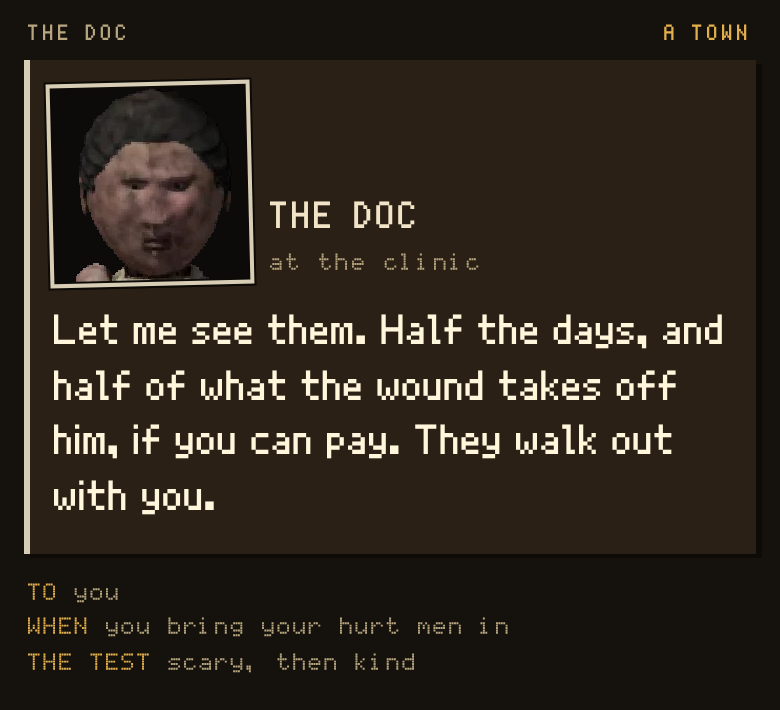 THE DOC
A TOWN
THE DOC
at the clinic
Let me see them. Half the days, and
half of what the wound takes off
him, if you can pay. They walk out
with you.
TO you
WHEN you bring your hurt men in
THE TEST scary, then kind